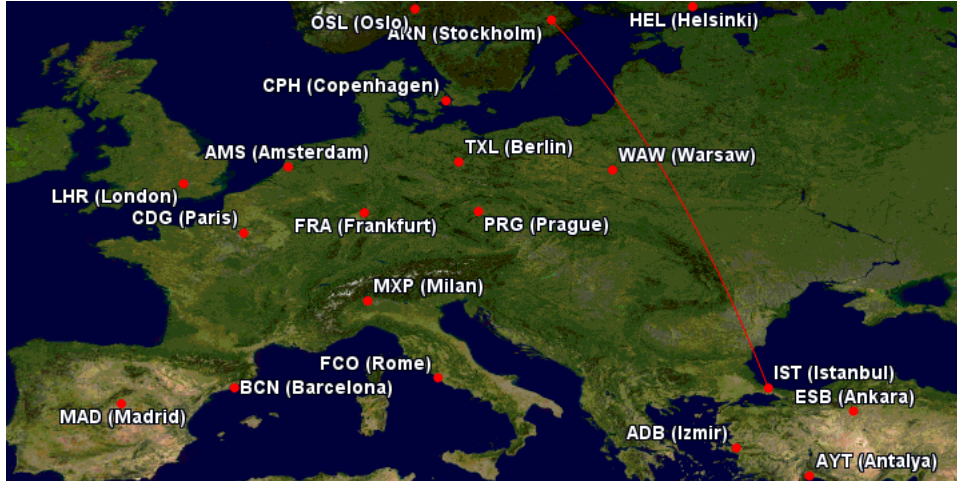 OSL (Oslo)
HEL (Helsinki)
ARN (Stockholm)
CPH (Copenhagen)
AMS (Amsterdam)
TXL (Berlin)
WAW (Warsaw)
LHR (London)
CDG (Paris)
FRA (Frankfurt)
PRG (Prague)
MXP (Milan)
FCO (Rome)
IST (Istanbul)
BCN (Barcelona)
ESB (Ankara)
MAD (Madrid)
ADB (Izmir)
AYT (Antalya)